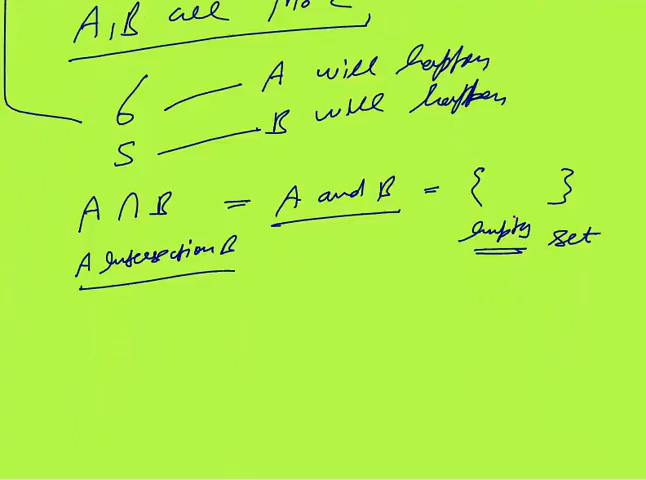 A, B are M.E,
6 — A will happen
5 — B will happen
A ∩ B = A and B = { }
A Intersection B empty set